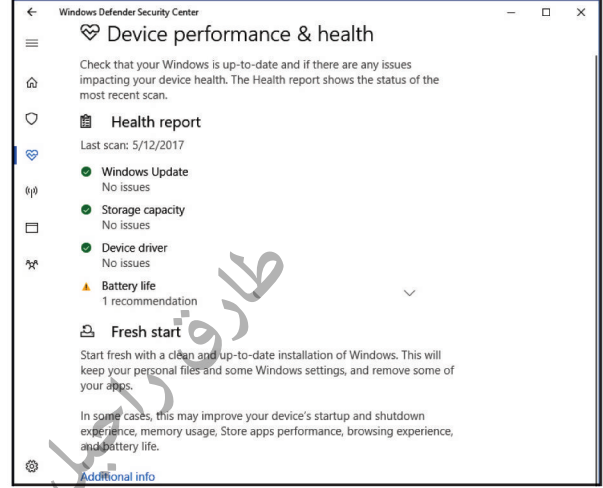 Windows Defender Security Center
Device performance & health
Check that your Windows is up-to-date and if there are any issues
impacting your device health. The Health report shows the status of the
most recent scan.
Health report
Last scan: 5/12/2017
Windows Update
No issues
Storage capacity
No issues
Device driver
No issues
Battery life
1 recommendation
Fresh start
Start fresh with a clean and up-to-date installation of Windows. This will
keep your personal files and some Windows settings, and remove some of
your apps.
In some cases, this may improve your device's startup and shutdown
experience, memory usage, Store apps performance, browsing experience,
and battery life.
Additional info
طارق